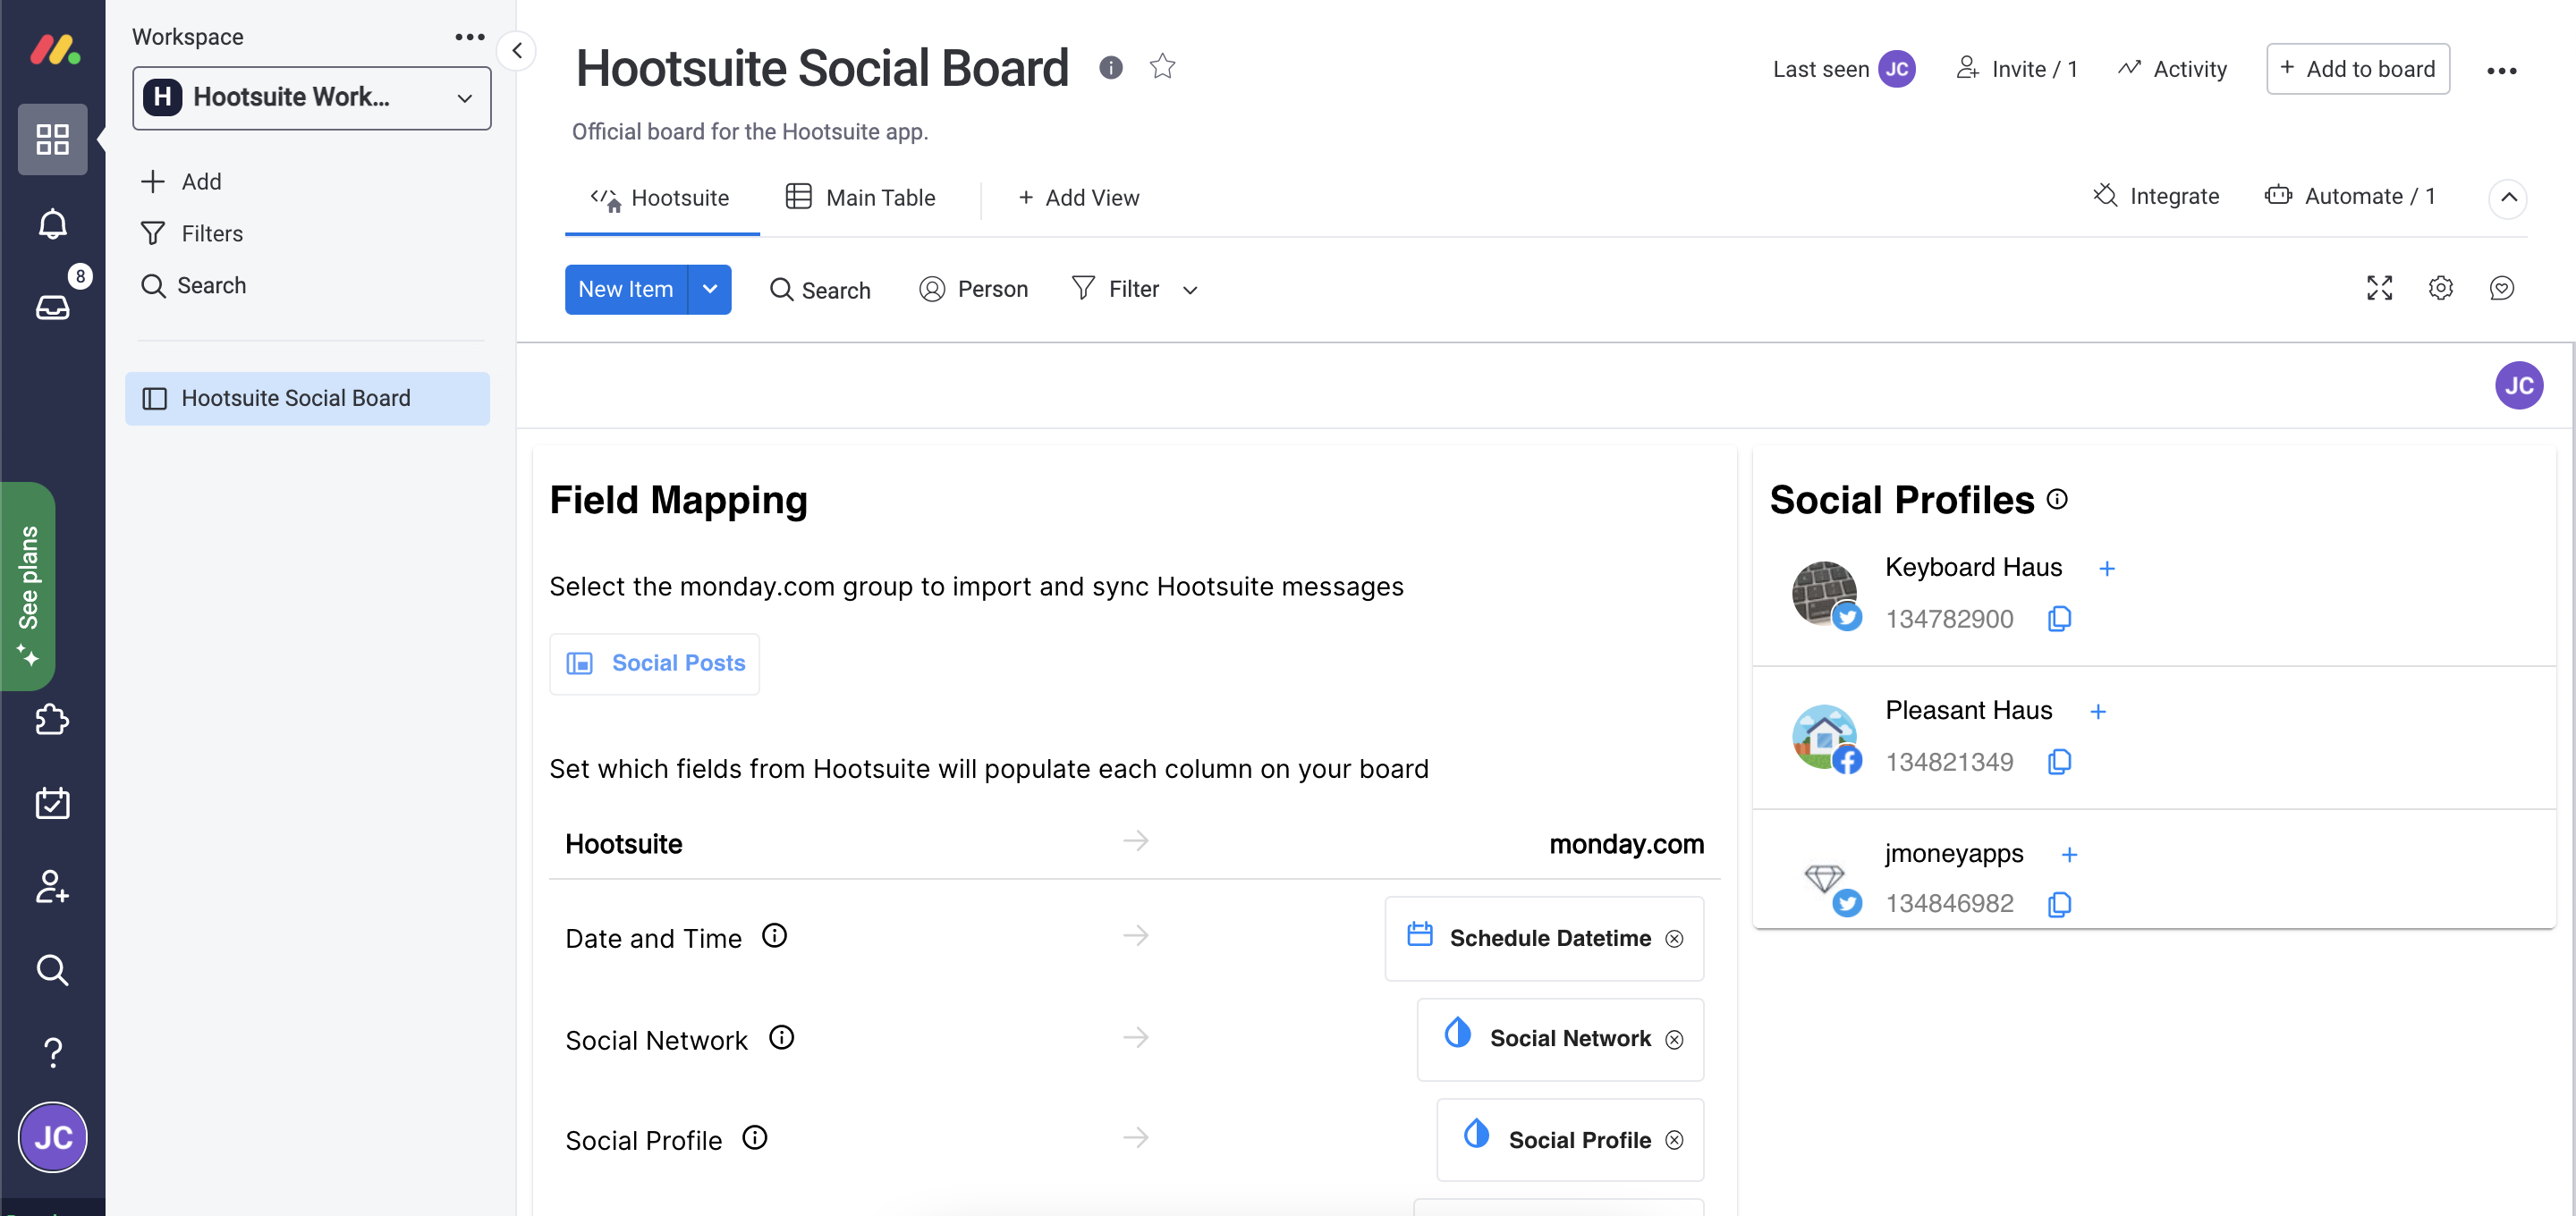 Workspace
H Hootsuite Work...
Add
Filters
Search
Hootsuite Social Board
8
See plans
JC
Hootsuite Social Board
Official board for the Hootsuite app.
Last seen JC Invite / 1 Activity + Add to board
Hootsuite Main Table + Add View
Integrate Automate / 1
New Item Search Person Filter
JC
Field Mapping
Select the monday.com group to import and sync Hootsuite messages
Social Posts
Set which fields from Hootsuite will populate each column on your board
Hootsuite monday.com
Date and Time Schedule Datetime
Social Network Social Network
Social Profile Social Profile
Social Profiles
Keyboard Haus +
134782900
Pleasant Haus +
134821349
jmoneyapps +
134846982